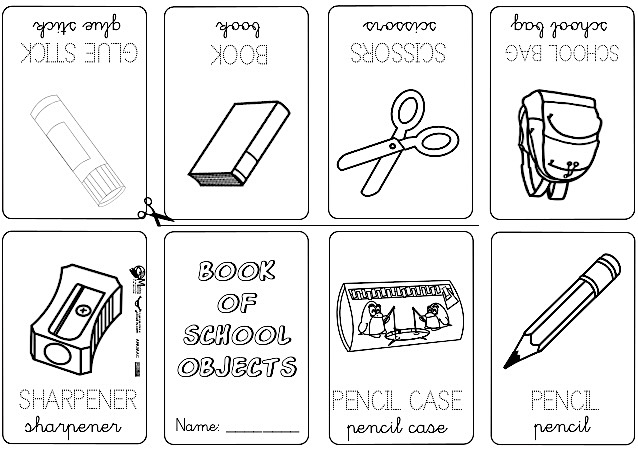 GLUE STICK
glue stick
BOOK
book
SCISSORS
scissors
SCHOOL BAG
school bag
SHARPENER
sharpener
BOOK
OF
SCHOOL
OBJECTS
Name: ________
PENCIL CASE
pencil case
PENCIL
pencil